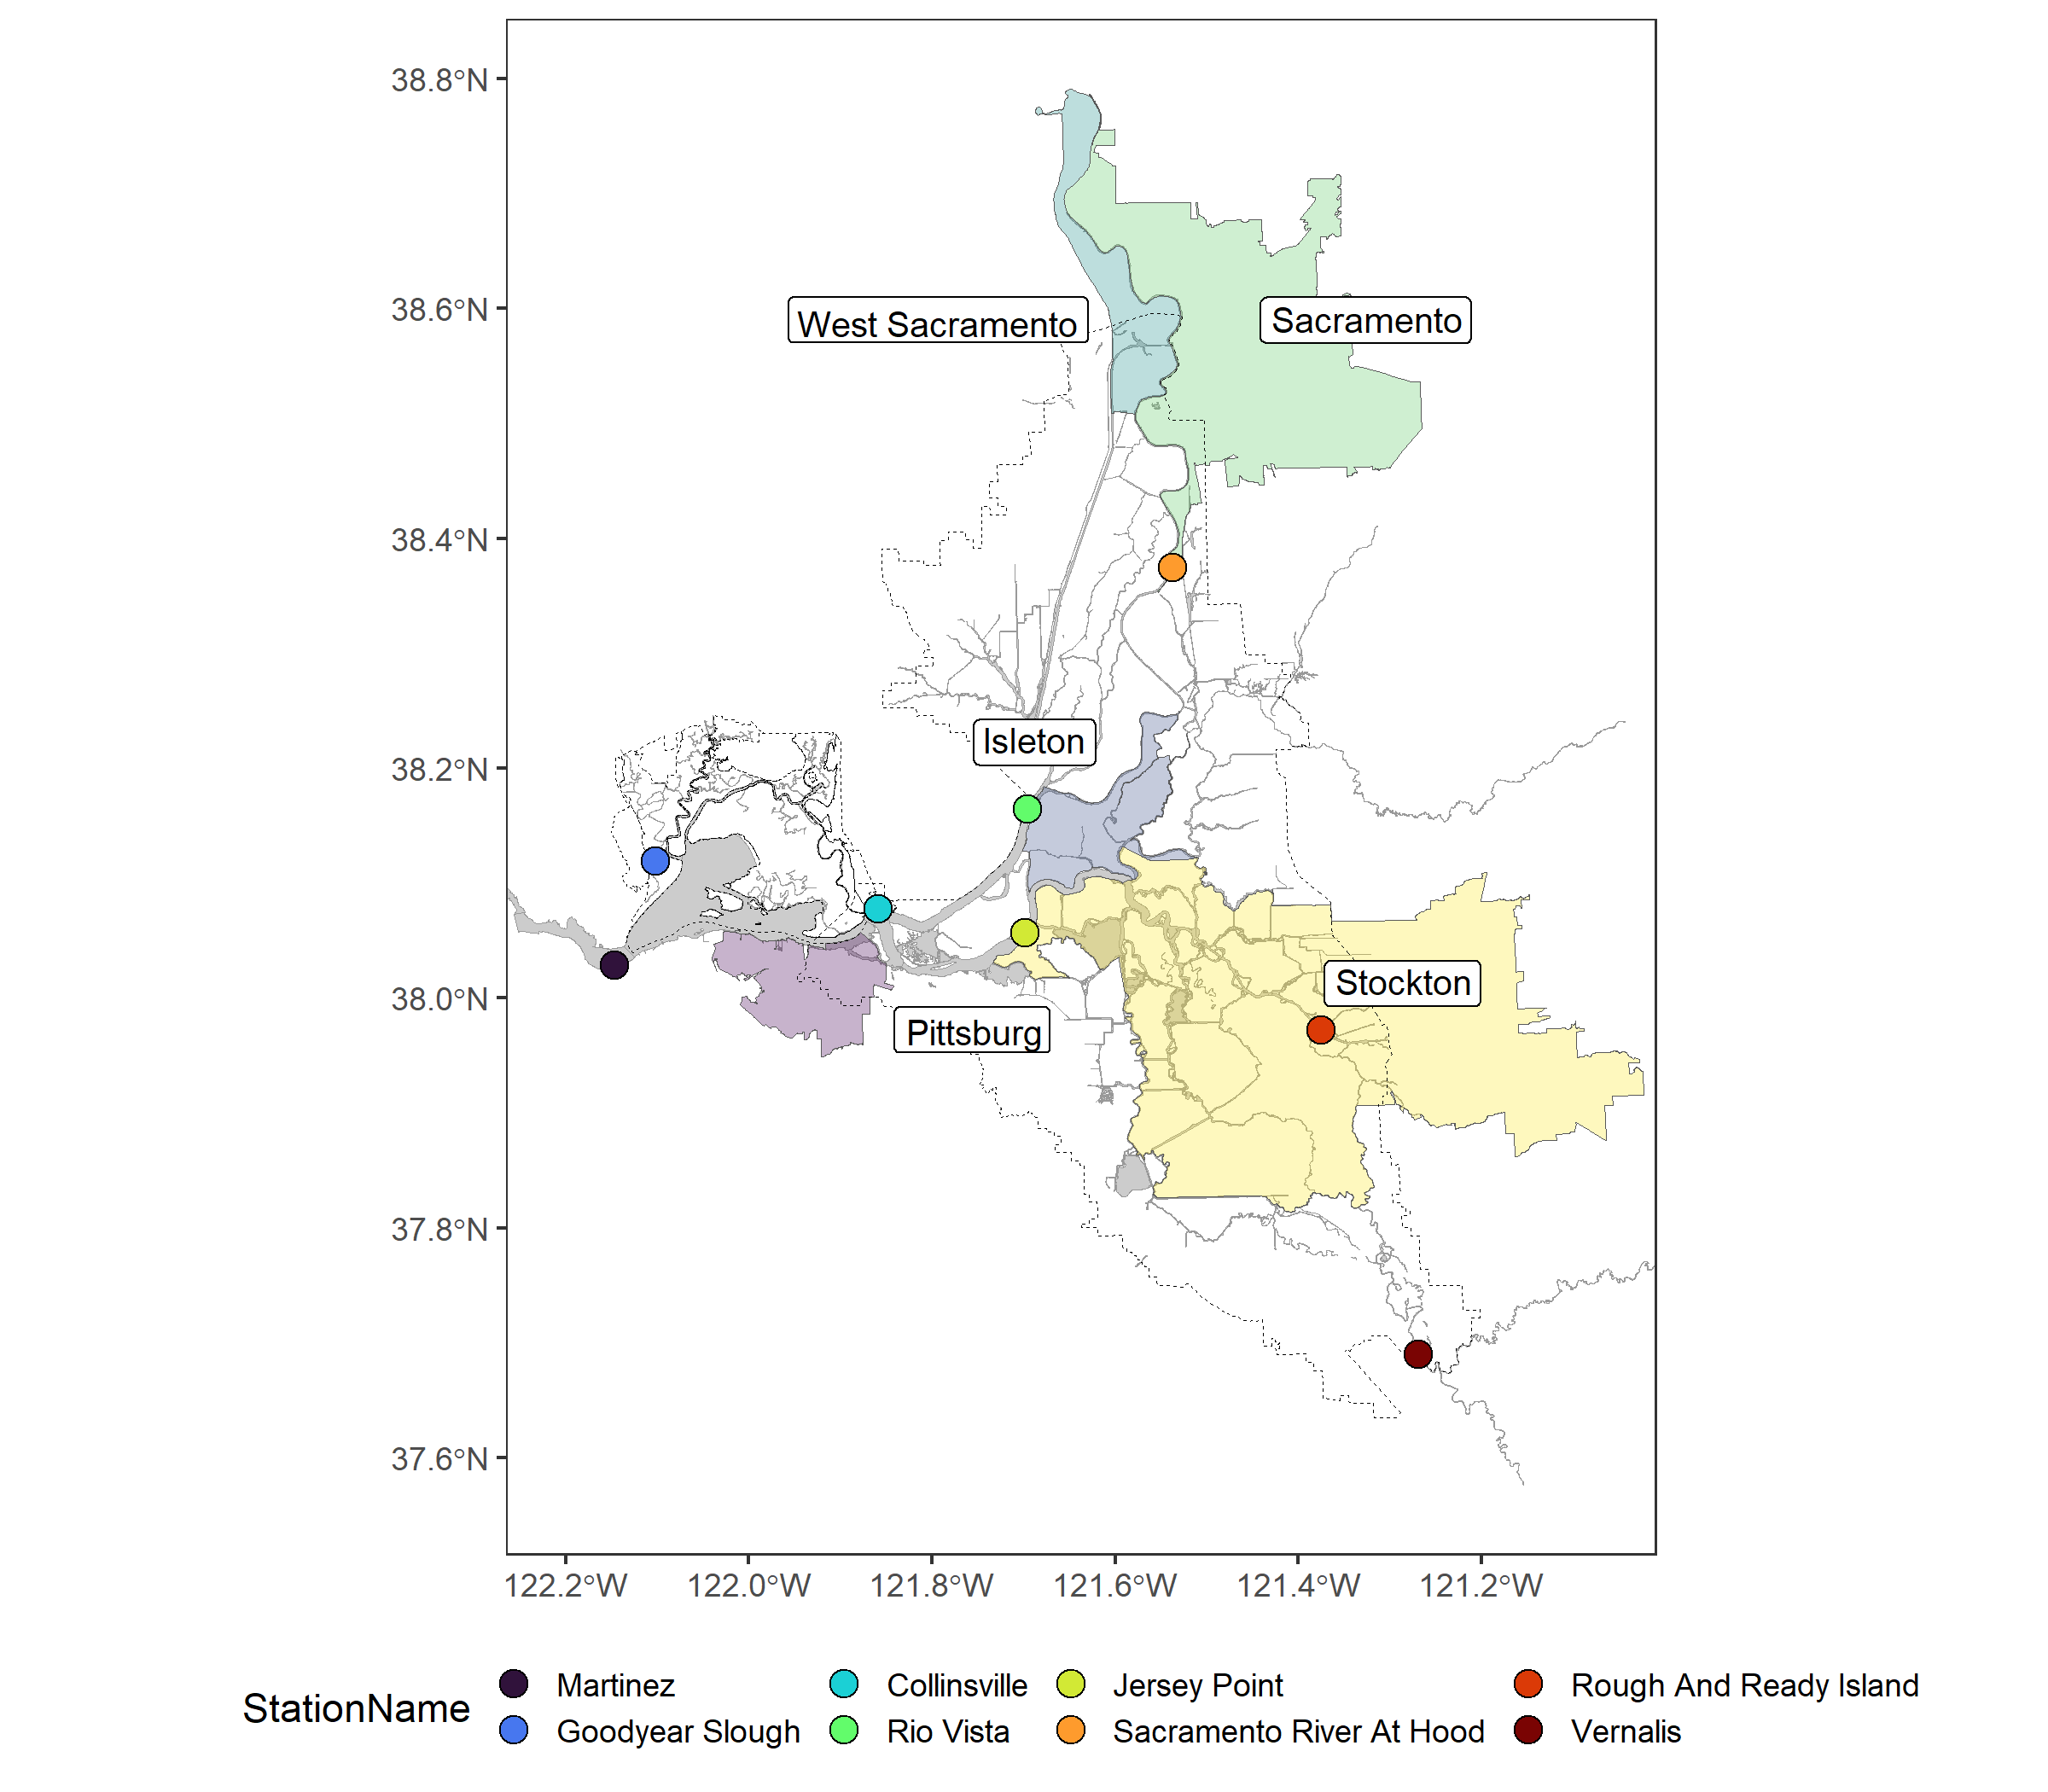 38.8°N
38.6°N
38.4°N
38.2°N
38.0°N
37.8°N
37.6°N
West Sacramento
Sacramento
Isleton
Stockton
Pittsburg
122.2°W 122.0°W 121.8°W 121.6°W 121.4°W 121.2°W
StationName
Martinez Collinsville Jersey Point Rough And Ready Island
Goodyear Slough Rio Vista Sacramento River At Hood Vernalis